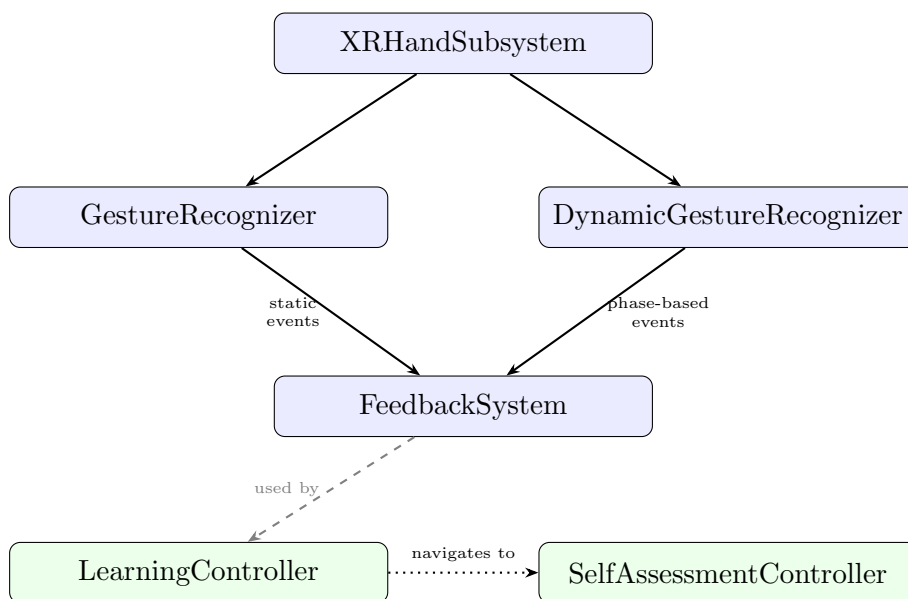 XRHandSubsystem
GestureRecognizer
DynamicGestureRecognizer
static
events
phase-based
events
FeedbackSystem
used by
LearningController
navigates to
SelfAssessmentController